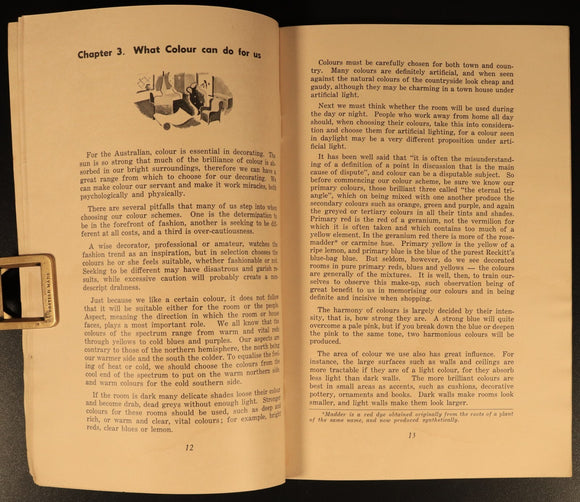 Chapter 3. What Colour can do for us
For the Australian, colour is essential in decorating. The
sun is so strong that much of the brilliance of colour is ab-
sorbed in our bright surroundings, therefore we can have a
great range from which to choose for our decorating. We
can make colour our servant and make it work miracles, both
psychologically and physically.
There are several pitfalls that many of us step into when
choosing our colour schemes. One is the determination to
be in the forefront of fashion, another is seeking to be dif-
ferent at all costs, and a third is over-cautiousness.
A wise decorator, professional or amateur, watches the
fashion trend as an inspiration, but in selection chooses the
colours he or she feels suitable, whether fashionable or not.
Seeking to be different may have disastrous and garish re-
sults, while excessive caution will probably create a non-
descript drabness.
Just because we like a certain colour, it does not follow
that it will be suitable either for the room or the people.
Aspect, meaning the direction in which the room or house
faces, plays a most important role. We all know that the
colours of the spectrum range from warm and vital reds
through yellows to cold blues and purples. Our aspects are
contrary to those of the northern hemisphere, the north being
our warmer side and the south the colder. To equalise the feel-
ing of heat or cold, we should choose the colours from the
cool end of the spectrum to put on the warm northern side
and warm colours for the cold southern side.
If the room is dark many delicate shades loose their colour
and become drab, dead greys without enough light. Stronger
colours for these rooms should be used, such as deep and
rich, or warm and clear, vital colours; for example, bright
reds, clear blues or lemon.
12
Colours must be carefully chosen for both town and coun-
try. Many colours are definitely artificial, and when seen
against the natural colours of the countryside look cheap and
gaudy, although they may be charming in a town house under
artificial light.
Next we must think whether the room will be used during
the day or night. People who work away from home all day
should, when choosing their colours, take this into considera-
tion and choose them for artificial lighting, for a colour seen
in daylight may be a very different proposition under artifi-
cial light.
It has been well said that "it is often the misunderstand-
ing of a definition of a point in discussion that is the main
cause of dispute", and colour can be a disputable subject. So
before commencing our colour scheme, be sure we know our
primary colours, those brilliant three called "the eternal tri-
angle", which on being mixed with one another produce the
secondary colours such as orange, green and purple, and again
the greyed or tertiary colours in all their tints and shades.
Primary red is the red of a geranium, not the vermilion for
which it is often taken and which contains too much of a
yellow element. In the geranium red there is more of the rose-
madder* or carmine hue. Primary yellow is the yellow of a
ripe lemon, and primary blue is the blue of the purest Reckitt's
blue-bag blue. But seldom, however, do we see decorated
rooms in pure primary reds, blues and yellows — the colours
are generally of the mixtures. It is well, then, to train our-
selves to observe this make-up, such observation being of
great benefit to us in memorising our colours and in being
definite and incisive when shopping.
The harmony of colours is largely decided by their inten-
sity, that is, how strong they are. A strong blue will quite
overcome a pale pink, but if you break down the blue or deepen
the pink to the same tone, two harmonious colours will be
produced.
The area of colour we use also has great influence. For
instance, the large surfaces such as walls and ceilings are
more tractable if they are of a light colour, for they absorb
less light than dark walls. The more brilliant colours are
best in small areas as accents, such as cushions, decorative
pottery, ornaments and books. Dark walls make rooms look
smaller, and light walls make them look larger.
*Madder is a red dye obtained originally from the roots of a plant
of the same name, and now produced synthetically.
13